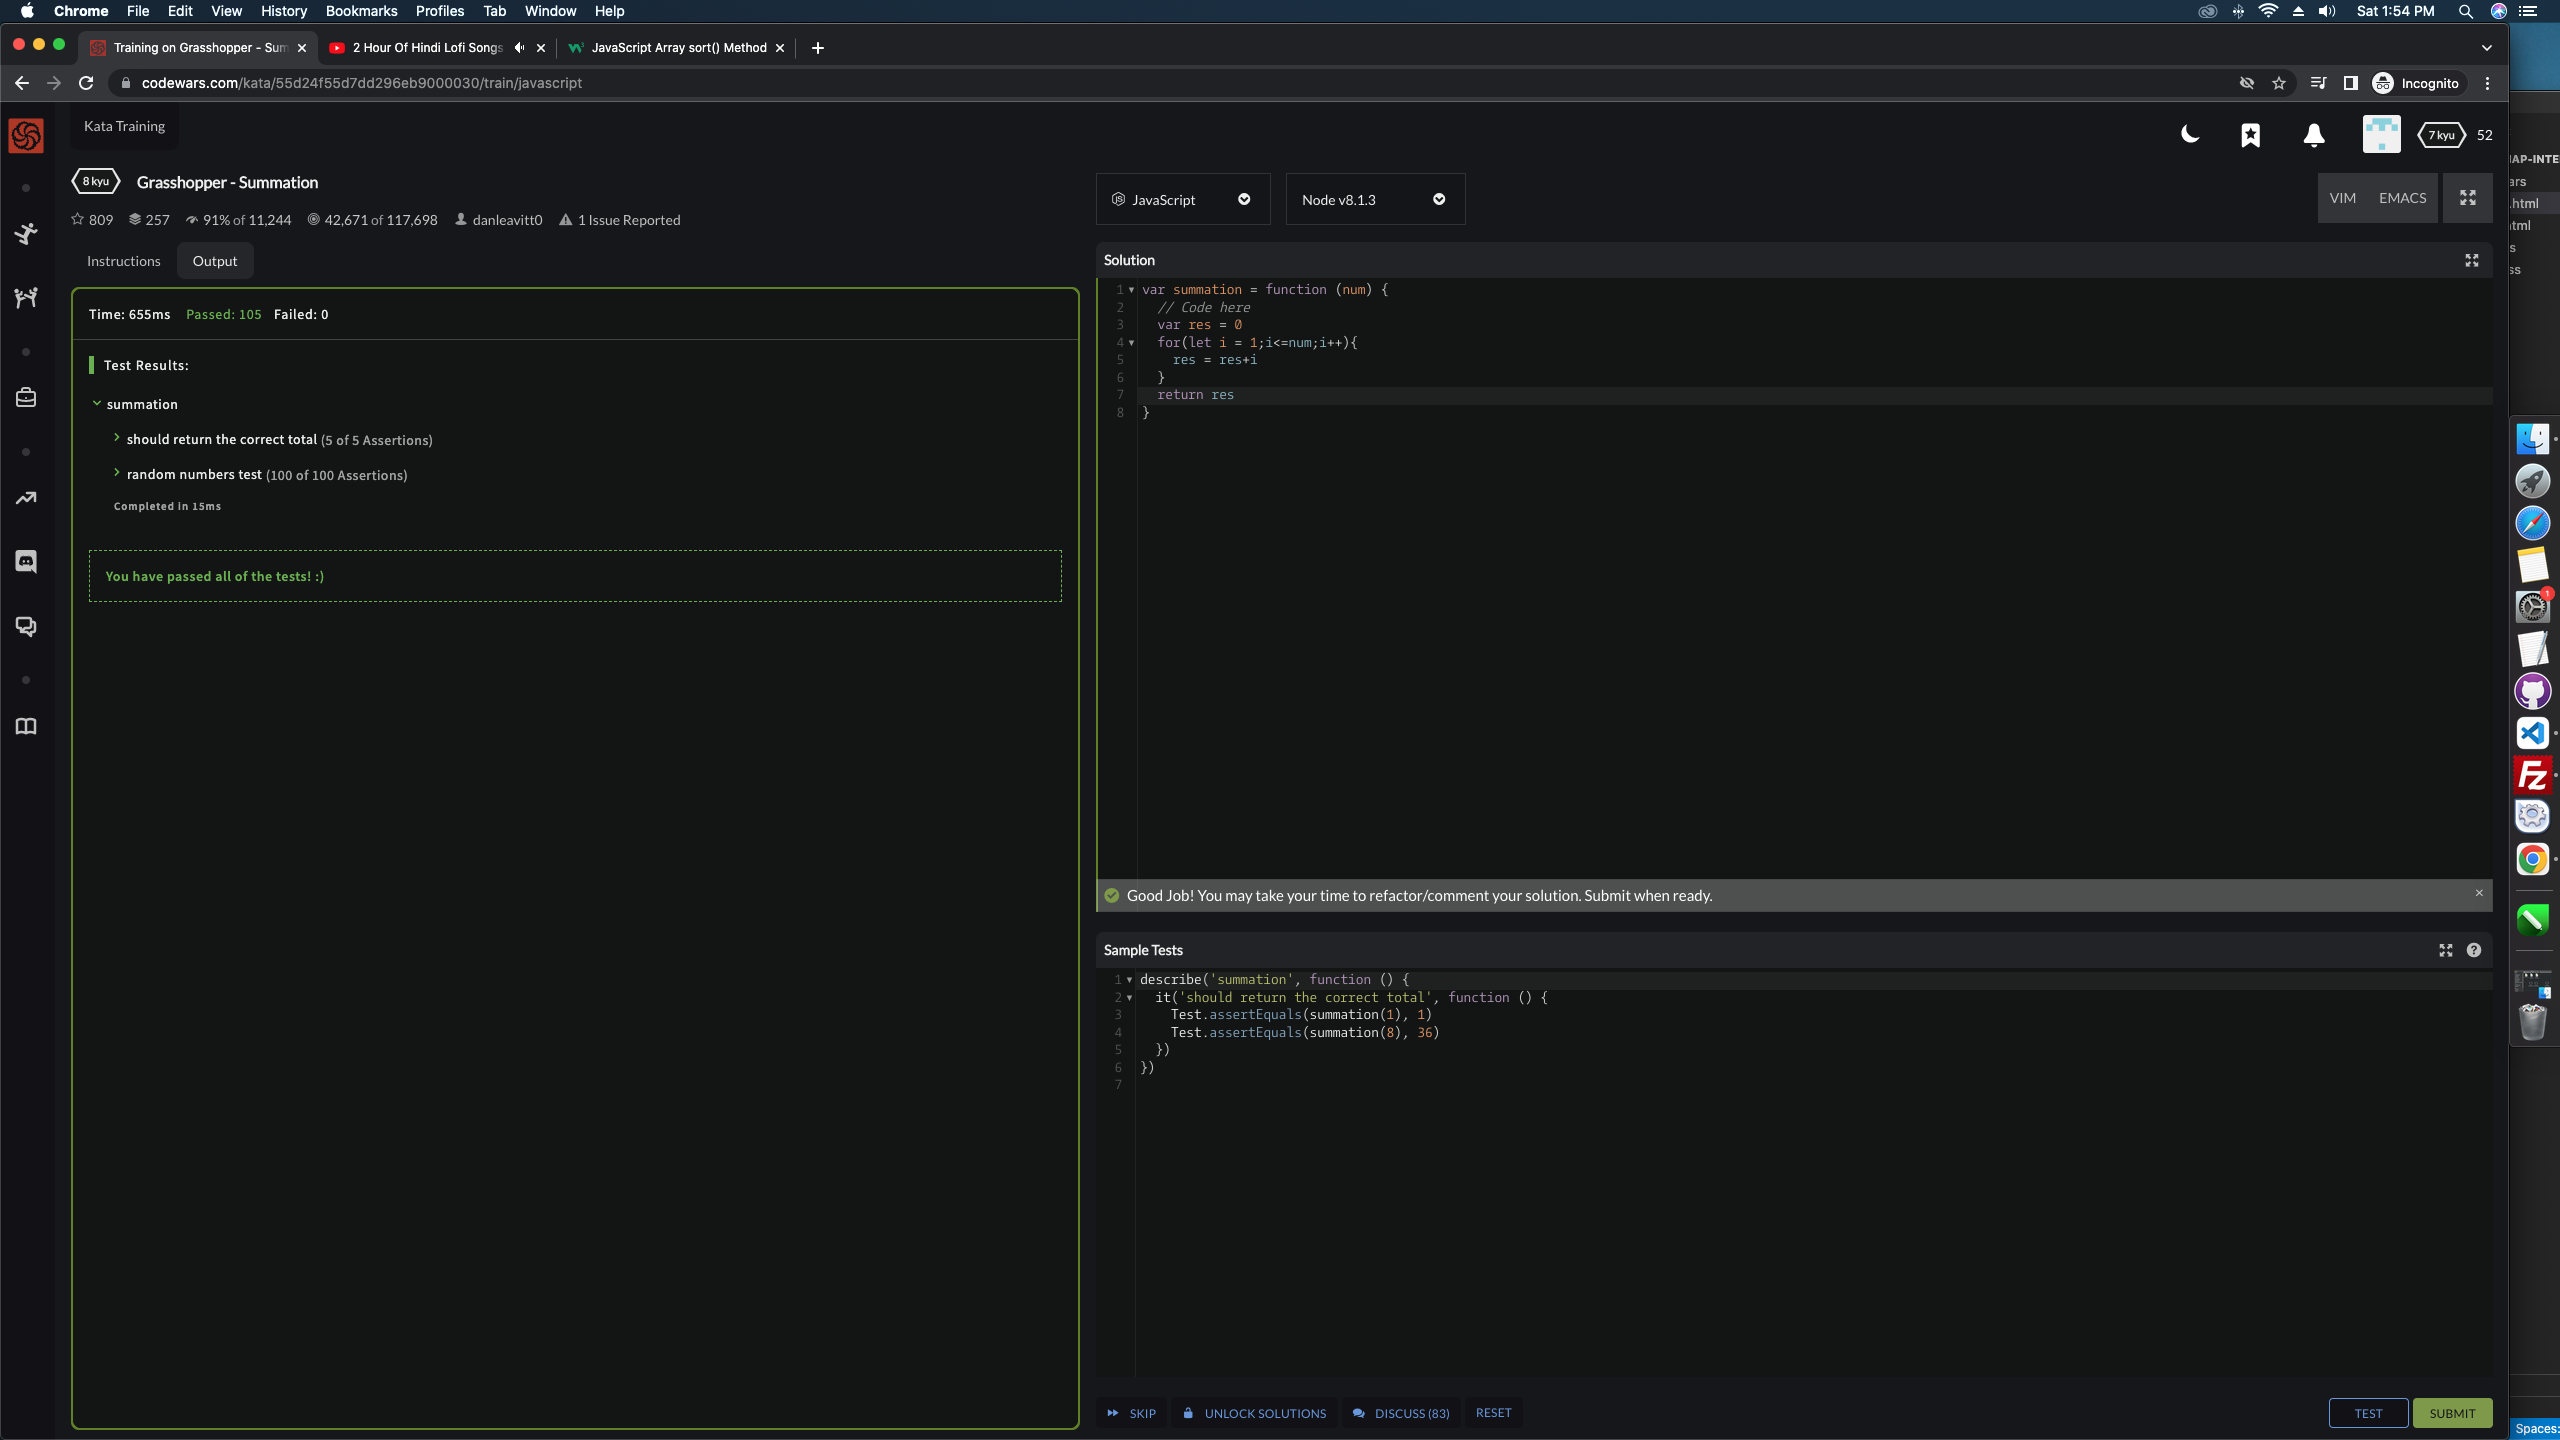 Chrome File Edit View History Bookmarks Profiles Tab Window Help Sat 1:54 PM
Training on Grasshopper - Sum 2 Hour Of Hindi Lofi Songs JavaScript Array sort() Method
codewars.com/kata/55d24f55d7dd296eb9000030/train/javascript Incognito
Kata Training
7 kyu 52
8 kyu Grasshopper - Summation
809 257 91% of 11,244 42,671 of 117,698 danleavitt0 1 Issue Reported
JavaScript Node v8.1.3 VIM EMACS
Instructions Output
Time: 655ms Passed: 105 Failed: 0
Test Results:
summation
should return the correct total (5 of 5 Assertions)
random numbers test (100 of 100 Assertions)
Completed in 15ms
You have passed all of the tests! :)
Solution
1 var summation = function (num) {
2 // Code here
3 var res = 0
4 for(let i = 1;i<=num;i++){
5 res = res+i
6 }
7 return res
8 }
Good Job! You may take your time to refactor/comment your solution. Submit when ready.
Sample Tests
1 describe('summation', function () {
2 it('should return the correct total', function () {
3 Test.assertEquals(summation(1), 1)
4 Test.assertEquals(summation(8), 36)
5 })
6 })
7
SKIP UNLOCK SOLUTIONS DISCUSS (83) RESET TEST SUBMIT
AP-INTE
ars
.html
tml
s
ss
1
Fz
Spaces: